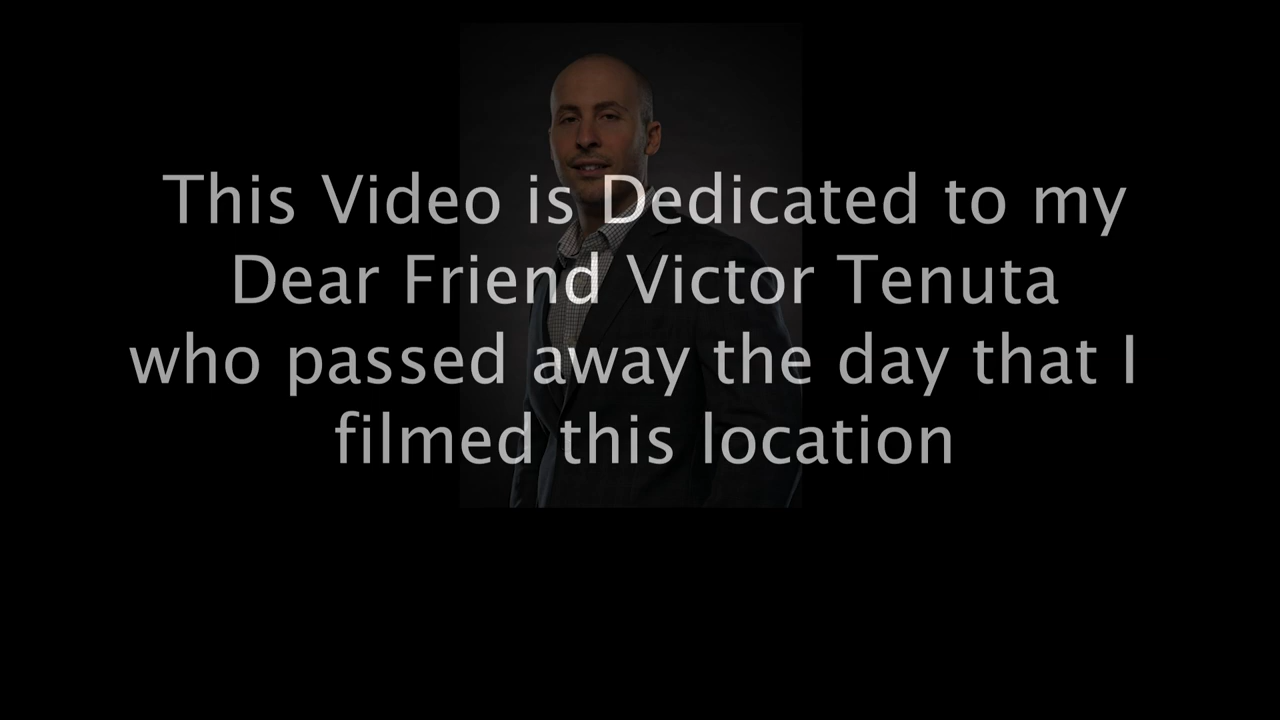 This Video is Dedicated to my
Dear Friend Victor Tenuta
who passed away the day that I
filmed this location